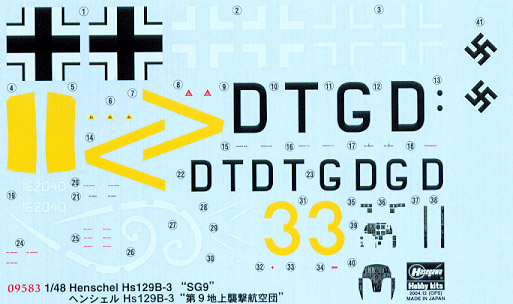 1 2 3 41
4 5 6 7 8 9 10 11 12 13
DTGD:
14 15 16 17 18
162040 20 21 22 23
DTDTGDGD
19
162040
26 27 28 31 35 36 37 38
33
24 25 29 30 32 33 34 40
Hasegawa
Hobby kits
2004.12 (OFS)
MADE IN JAPAN
09583 1/48 Henschel Hs129B-3 “SG9”
ヘンシェル Hs129B-3 “第9地上襲撃航空団”